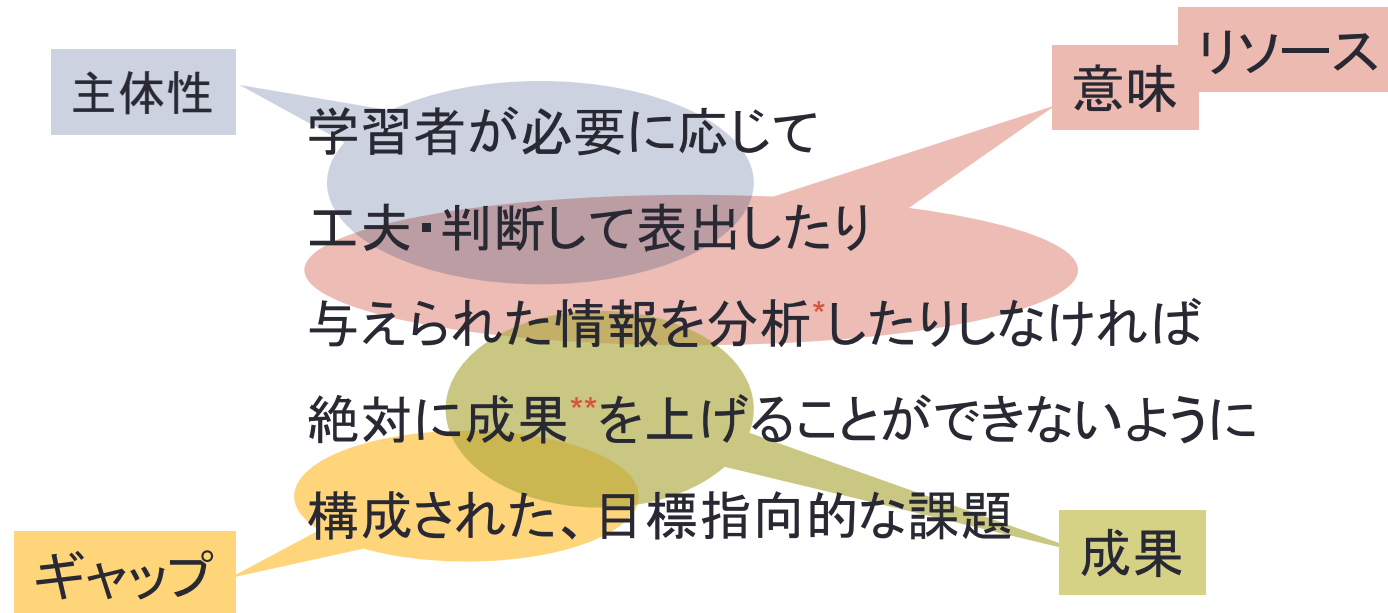 リソース
主体性
意味
学習者が必要に応じて
工夫・判断して表出したり
与えられた情報を分析*したりしなければ
絶対に成果**を上げることができないように
構成された、目標指向的な課題
ギャップ
成果